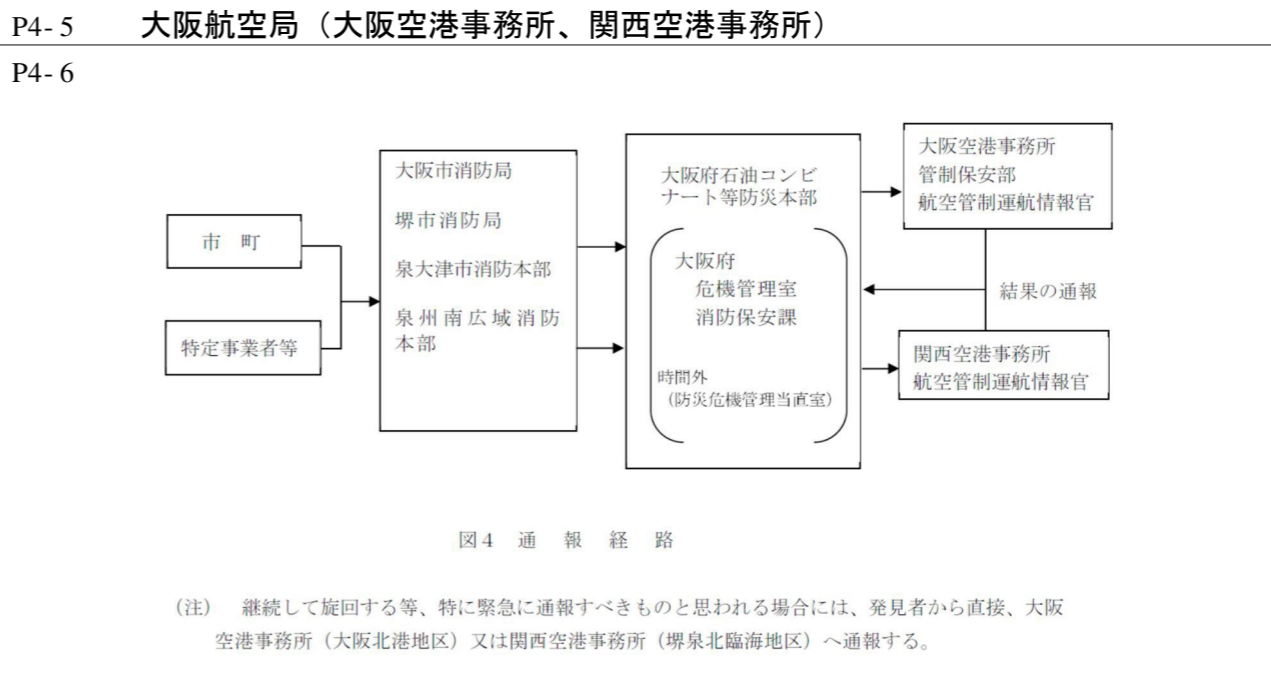 P4-5 大阪航空局（大阪空港事務所、関西空港事務所）
P4-6
市 町
特定事業者等
大阪市消防局
堺市消防局
泉大津市消防本部
泉州南広域消防
本部
大阪府石油コンビ
ナート等防災本部
大阪府
危機管理室
消防保安課
時間外
（防災危機管理当直室）
大阪空港事務所
管制保安部
航空管制運航情報官
結果の通報
関西空港事務所
航空管制運航情報官
図4 通 報 経 路
（注） 継続して旋回する等、特に緊急に通報すべきものと思われる場合には、発見者から直接、大阪
空港事務所（大阪北港地区）又は関西空港事務所（堺泉北臨海地区）へ通報する。